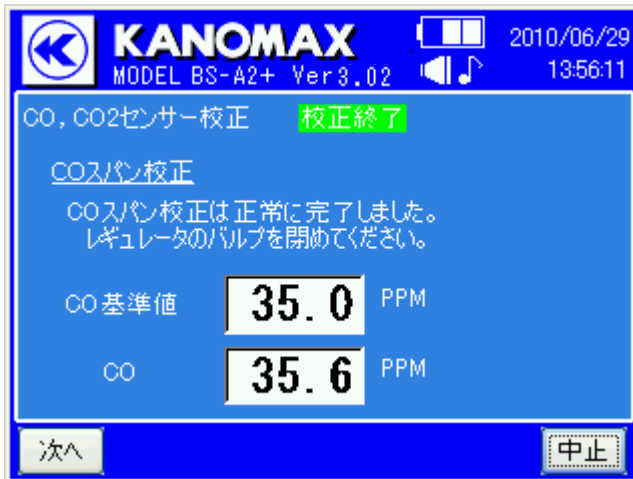 KANOMAX
MODEL BS-A2+ Ver3.02
2010/06/29
13:56:11
CO,CO2センサー校正 校正終了
COスパン校正
COスパン校正は正常に完了しました。
レギュレータのバルブを閉めてください。
CO基準値 35.0 PPM
CO 35.6 PPM
次へ 中止